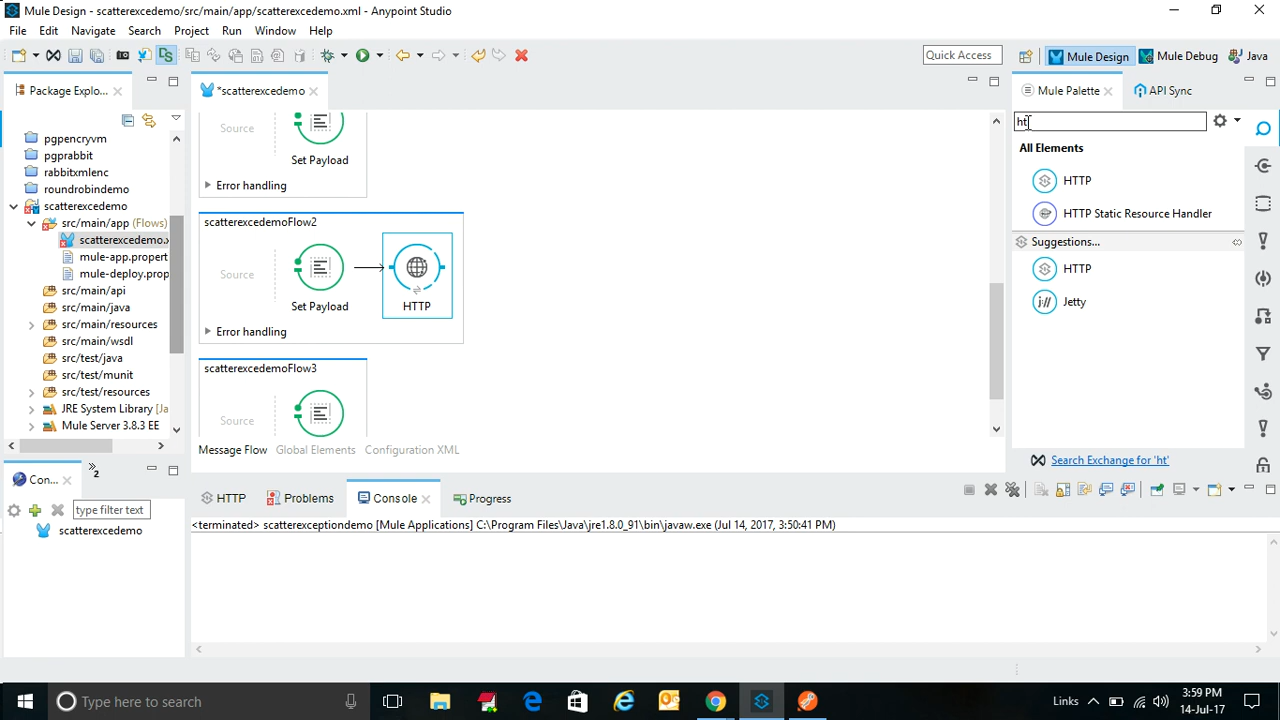 Mule Design - scatterexcedemo/src/main/app/scatterexcedemo.xml - Anypoint Studio
File Edit Navigate Search Project Run Window Help
Quick Access
Mule Design
Mule Debug
Java
Package Explo...
*scatterexcedemo
Mule Palette
API Sync
ht
pgpencryvm
pgprabbit
rabbitxmlenc
roundrobindemo
scatterexcedemo
src/main/app (Flows)
scatterexcedemo.x
mule-app.propert
mule-deploy.prop
src/main/api
src/main/java
src/main/resources
src/main/wsdl
src/test/java
src/test/munit
src/test/resources
JRE System Library [Ja
Mule Server 3.8.3 EE
Source
Set Payload
Error handling
scatterexcedemoFlow2
Source
Set Payload
HTTP
Error handling
scatterexcedemoFlow3
Source
Message Flow Global Elements Configuration XML
All Elements
HTTP
HTTP Static Resource Handler
Suggestions...
HTTP
j://
Jetty
Search Exchange for 'ht'
Con...
2
type filter text
scatterexcedemo
HTTP
Problems
Console
Progress
<terminated> scatterexceptiondemo [Mule Applications] C:\Program Files\Java\jre1.8.0_91\bin\javaw.exe (Jul 14, 2017, 3:50:41 PM)
Type here to search
Links
3:59 PM
14-Jul-17